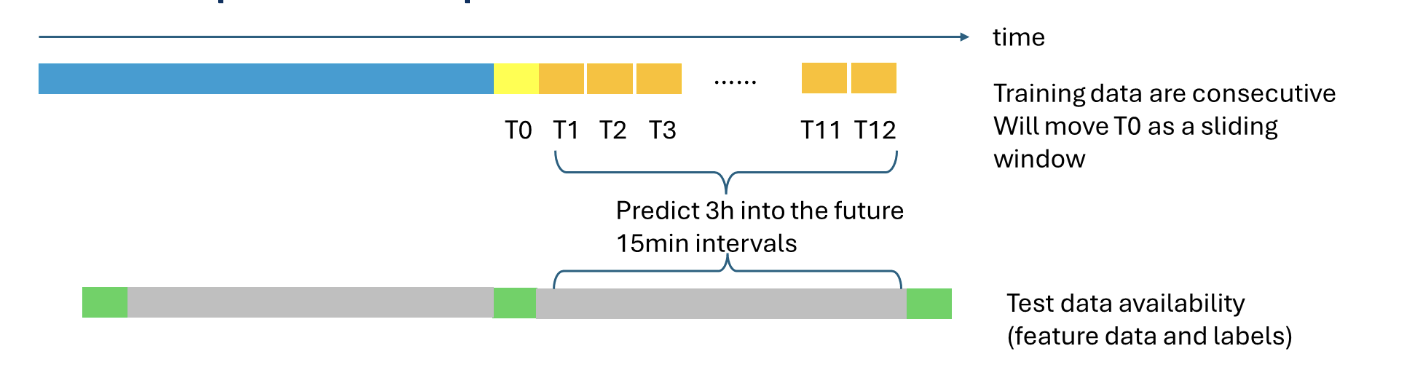 time
Training data are consecutive
Will move T0 as a sliding
window
......
T0 T1 T2 T3 T11 T12
Predict 3h into the future
15min intervals
Test data availability
(feature data and labels)